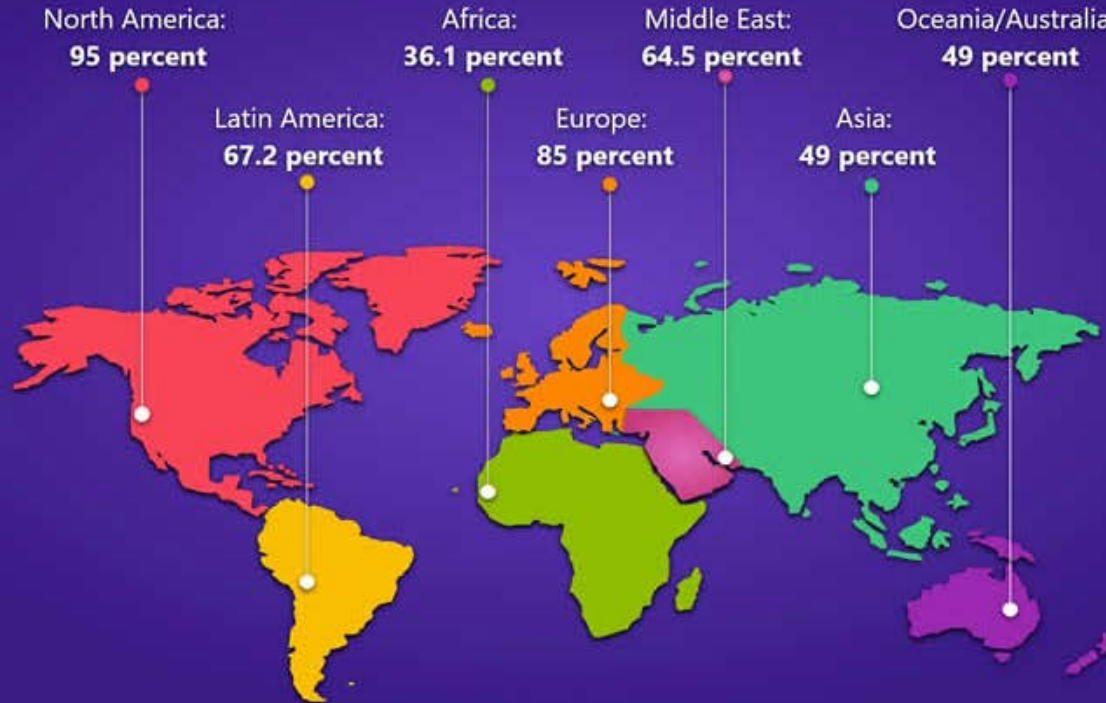 North America:
95 percent
Africa:
36.1 percent
Middle East:
64.5 percent
Oceania/Australia
49 percent
Latin America:
67.2 percent
Europe:
85 percent
Asia:
49 percent